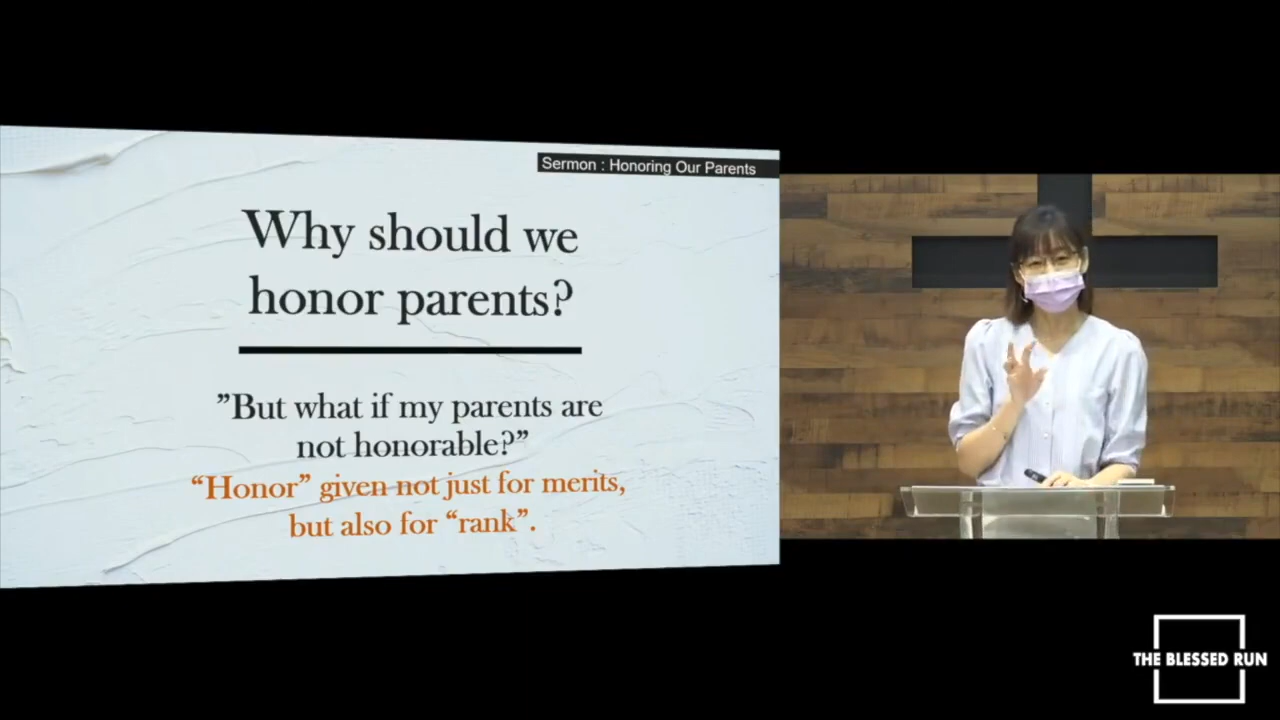 Sermon : Honoring Our Parents
Why should we
honor parents?
”But what if my parents are
not honorable?”
“Honor” given not just for merits,
but also for “rank”.
THE BLESSED RUN